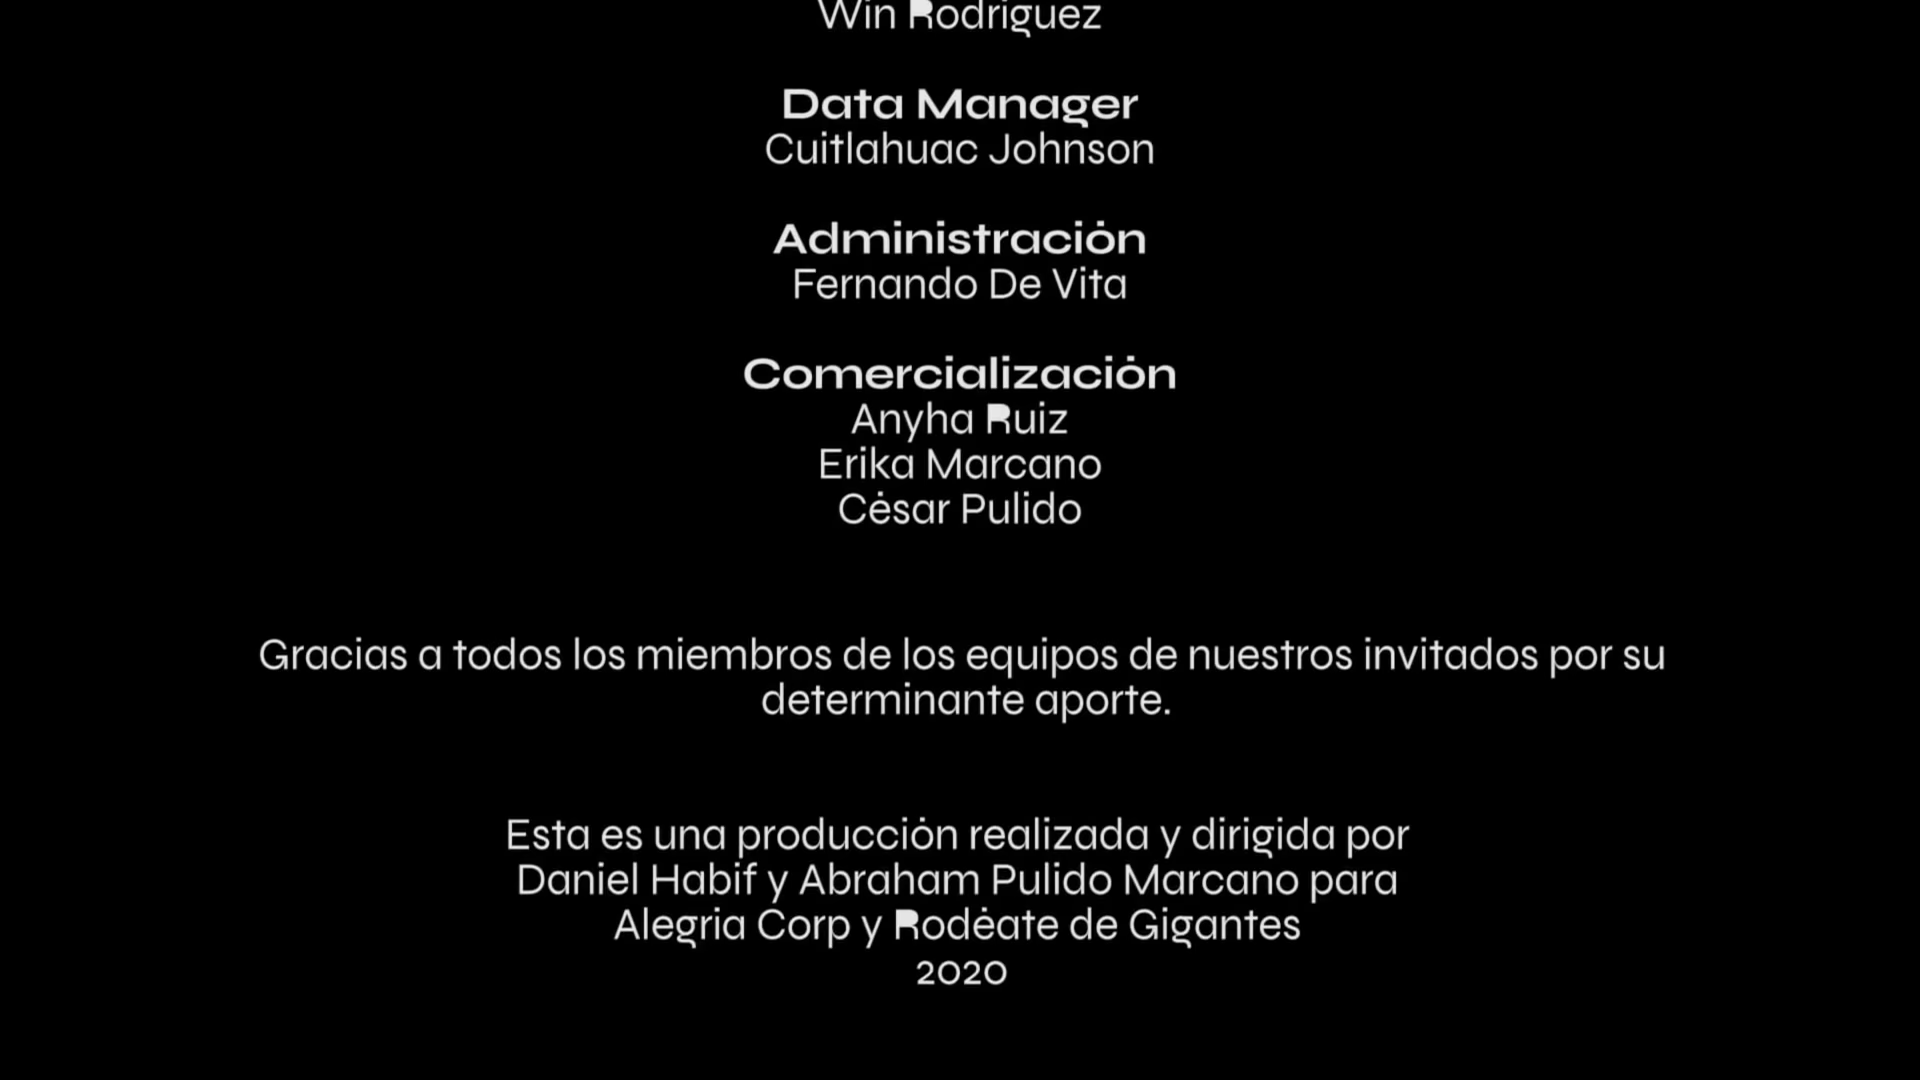 Win Rodriguez
Data Manager
Cuitlahuac Johnson
Administración
Fernando De Vita
Comercialización
Anyha Ruiz
Erika Marcano
César Pulido
Gracias a todos los miembros de los equipos de nuestros invitados por su
determinante aporte.
Esta es una producción realizada y dirigida por
Daniel Habif y Abraham Pulido Marcano para
Alegria Corp y Rodéate de Gigantes
2020